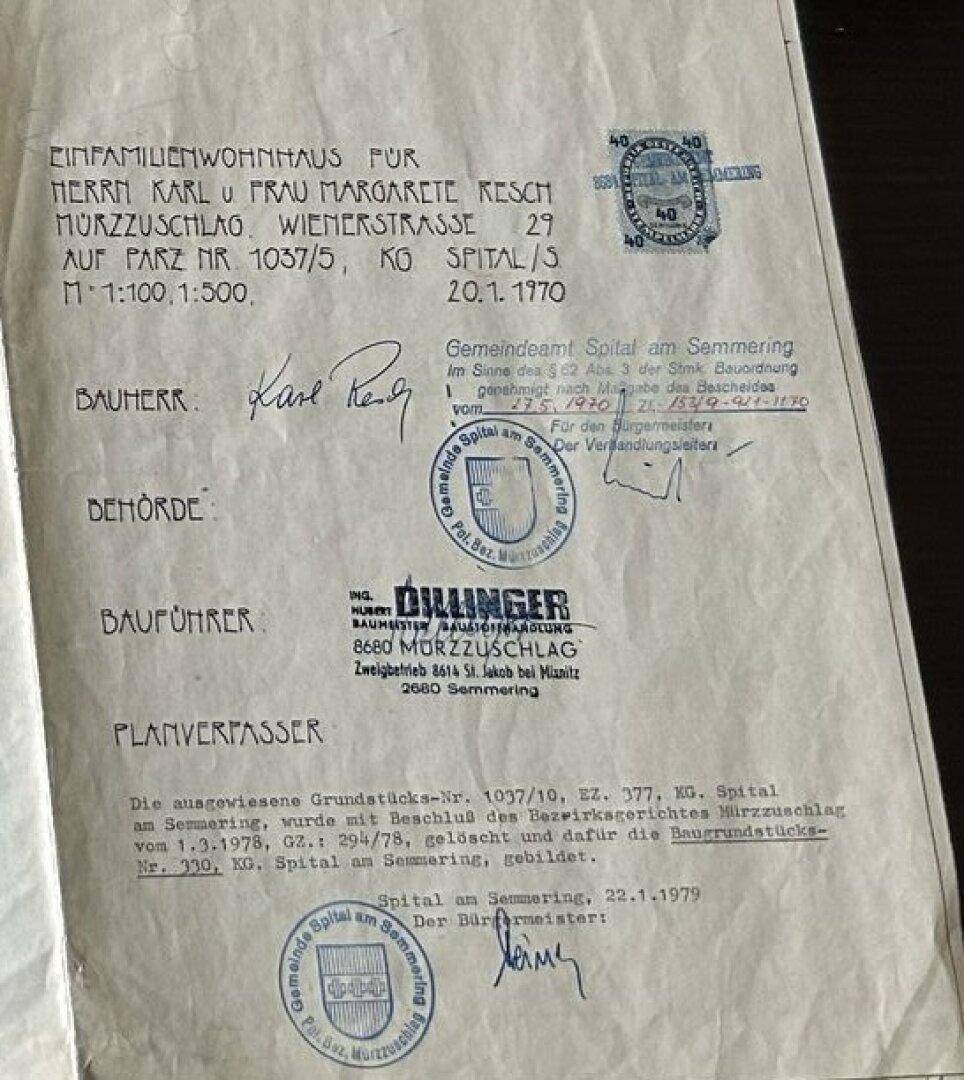 EINFAMILIENWOHNHAUS FÜR
HERRN KARL u FRAU MARGARETE RESCH
MÜRZZUSCHLAG, WIENERSTRASSE 29
AUF PARZ NR. 1037/5, KG SPITAL/S.
M = 1:100, 1:500, 20.1.1970
40 40
8684 SPITAL AM SEMMERING
40
40
BAUHERR: Karl Resch
Gemeindeamt Spital am Semmering
Im Sinne des § 62 Abs. 3 der Stmk. Bauordnung
genehmigt nach Maßgabe des Bescheides
vom 27.5.1970
Für den Bürgermeister:
Der Verhandlungsleiter:
Gemeinde Spital am Semmering
Pol. Bez. Mürzzuschlag
BEHÖRDE:
BAUFÜHRER:
ING.
HUBERT DILLINGER
BAUMEISTER BAUSTOFFHANDLUNG
8680 MÜRZZUSCHLAG
Zweigbetrieb 8614 St. Jakob bei Mixnitz
2680 Semmering
PLANVERFASSER
Die ausgewiesene Grundstücks-Nr. 1037/10, EZ. 377, KG. Spital
am Semmering, wurde mit Beschluß des Bezirksgerichtes Mürzzuschlag
vom 1.3.1978, GZ.: 294/78, gelöscht und dafür die Baugrundstücks-
Nr. 330, KG. Spital am Semmering, gebildet.
Spital am Semmering, 22.1.1979
Der Bürgermeister:
Gemeinde Spital am Semmering
Pol. Bez. Mürzzuschlag